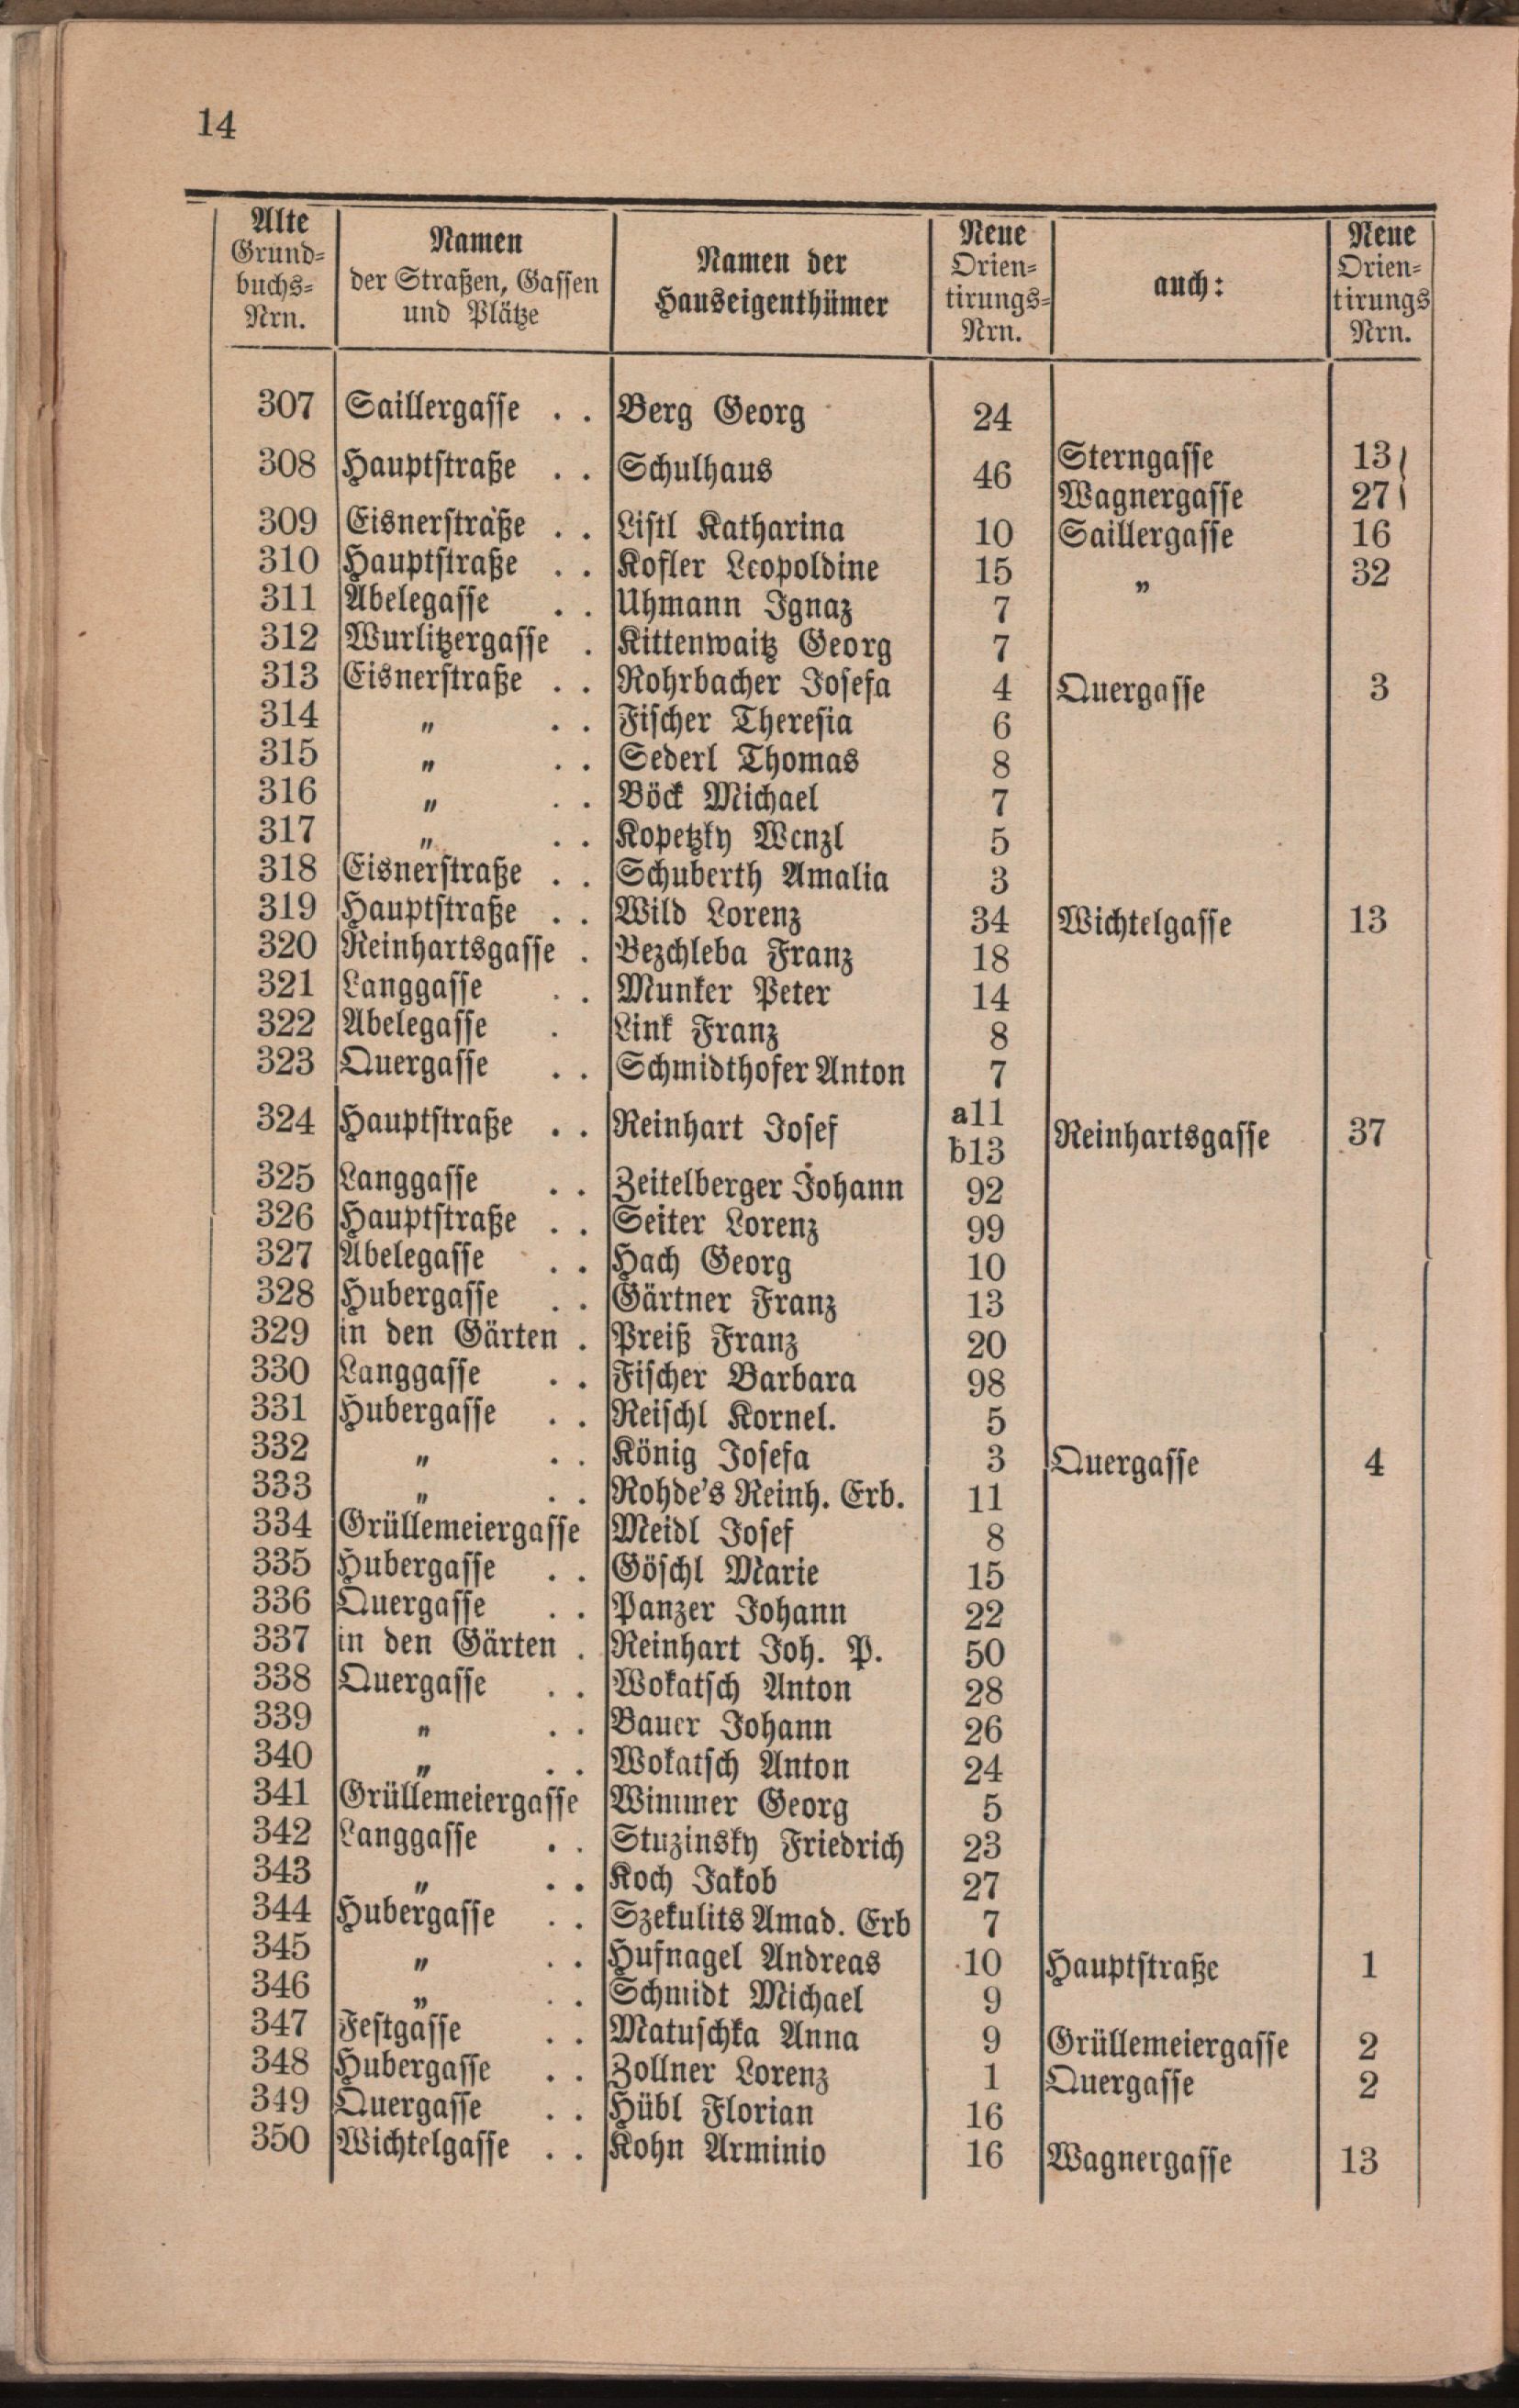 14
Alte Grund=buchs=Nrn. | Namen der Straßen, Gassen und Plätze | Namen der Hauseigenthümer | Neue Orien=tirungs=Nrn. | auch: | Neue Orien=tirungs Nrn.
307 Saillergasse . . Berg Georg 24
308 Hauptstraße . . Schulhaus 46 Sterngasse 13 Wagnergasse 27
309 Eisnerstraße . . Listl Katharina 10 Saillergasse 16
310 Hauptstraße . . Kofler Leopoldine 15 „ 32
311 Abelegasse . . Uhmann Ignaz 7
312 Wurlitzergasse . Kittenwaitz Georg 7
313 Eisnerstraße . . Rohrbacher Josefa 4 Quergasse 3
314 „ . . Fischer Theresia 6
315 „ . . Sederl Thomas 8
316 „ . . Böck Michael 7
317 „ . . Kopetzky Wenzl 5
318 Eisnerstraße . . Schuberth Amalia 3
319 Hauptstraße . . Wild Lorenz 34 Wichtelgasse 13
320 Reinhartsgasse . Bezchleba Franz 18
321 Langgasse . . Munker Peter 14
322 Abelegasse . Link Franz 8
323 Quergasse . . Schmidthofer Anton 7
324 Hauptstraße . . Reinhart Josef a11 b13 Reinhartsgasse 37
325 Langgasse . . Zeitelberger Johann 92
326 Hauptstraße . . Seiter Lorenz 99
327 Abelegasse . . Hach Georg 10
328 Hubergasse . . Gärtner Franz 13
329 in den Gärten . Preiß Franz 20
330 Langgasse . . Fischer Barbara 98
331 Hubergasse . . Reischl Kornel. 5
332 „ . . König Josefa 3 Quergasse 4
333 „ . . Rohde's Reinh. Erb. 11
334 Grüllemeiergasse Meidl Josef 8
335 Hubergasse . . Göschl Marie 15
336 Quergasse . . Panzer Johann 22
337 in den Gärten . Reinhart Joh. P. 50
338 Quergasse . . Wokatsch Anton 28
339 „ . . Bauer Johann 26
340 „ . . Wokatsch Anton 24
341 Grüllemeiergasse Wimmer Georg 5
342 Langgasse . . Stuzinsky Friedrich 23
343 „ . . Koch Jakob 27
344 Hubergasse . . Szekulits Amad. Erb 7
345 „ . . Hufnagel Andreas 10 Hauptstraße 1
346 „ . . Schmidt Michael 9
347 Festgasse . . Matuschka Anna 9 Grüllemeiergasse 2
348 Hubergasse . . Zollner Lorenz 1 Quergasse 2
349 Quergasse . . Hübl Florian 16
350 Wichtelgasse . . Kohn Arminio 16 Wagnergasse 13